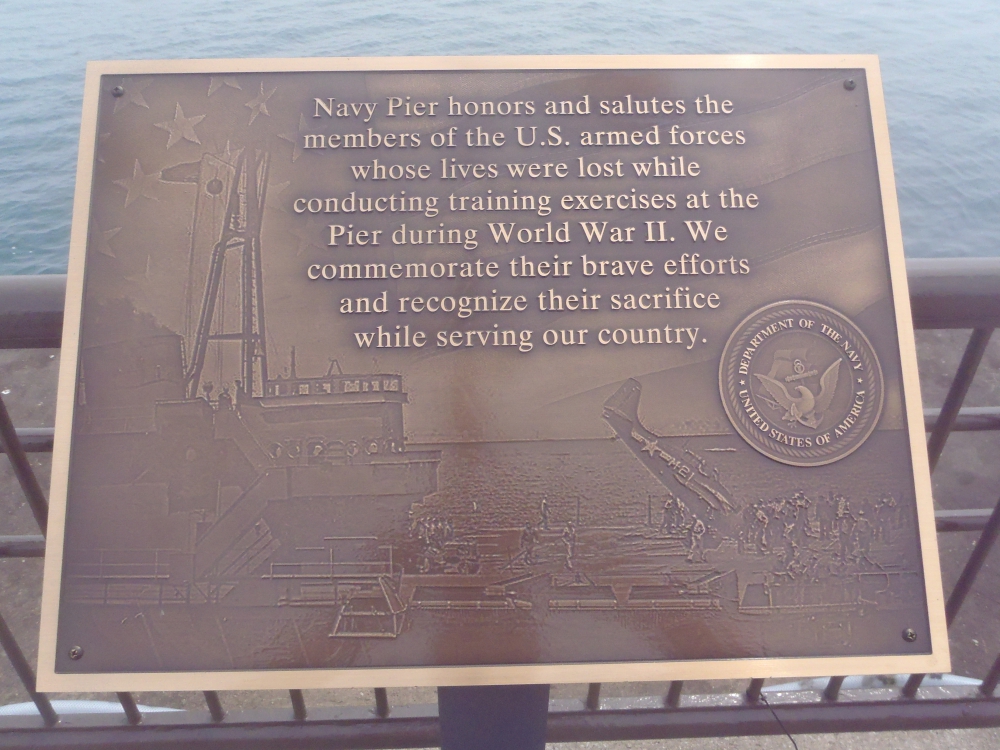 Navy Pier honors and salutes the
members of the U.S. armed forces
whose lives were lost while
conducting training exercises at the
Pier during World War II. We
commemorate their brave efforts
and recognize their sacrifice
while serving our country.
DEPARTMENT OF THE NAVY
UNITED STATES OF AMERICA